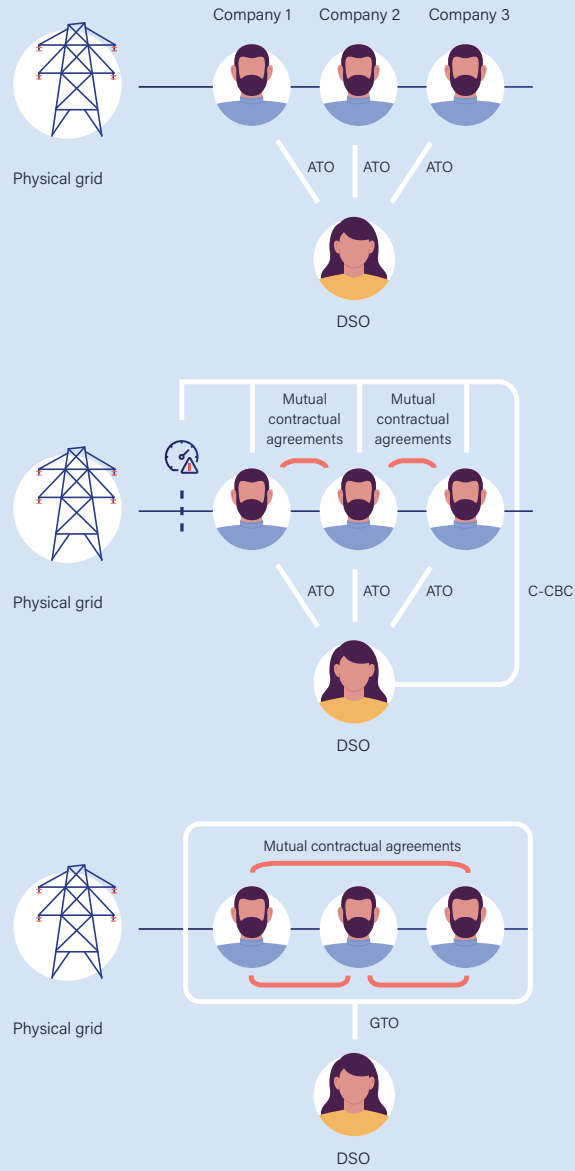 Company 1
Company 2
Company 3
ATO
ATO
ATO
Physical grid
DSO
Mutual
contractual
agreements
Mutual
contractual
agreements
ATO
ATO
ATO
C-CBC
Physical grid
DSO
Mutual contractual agreements
GTO
Physical grid
DSO